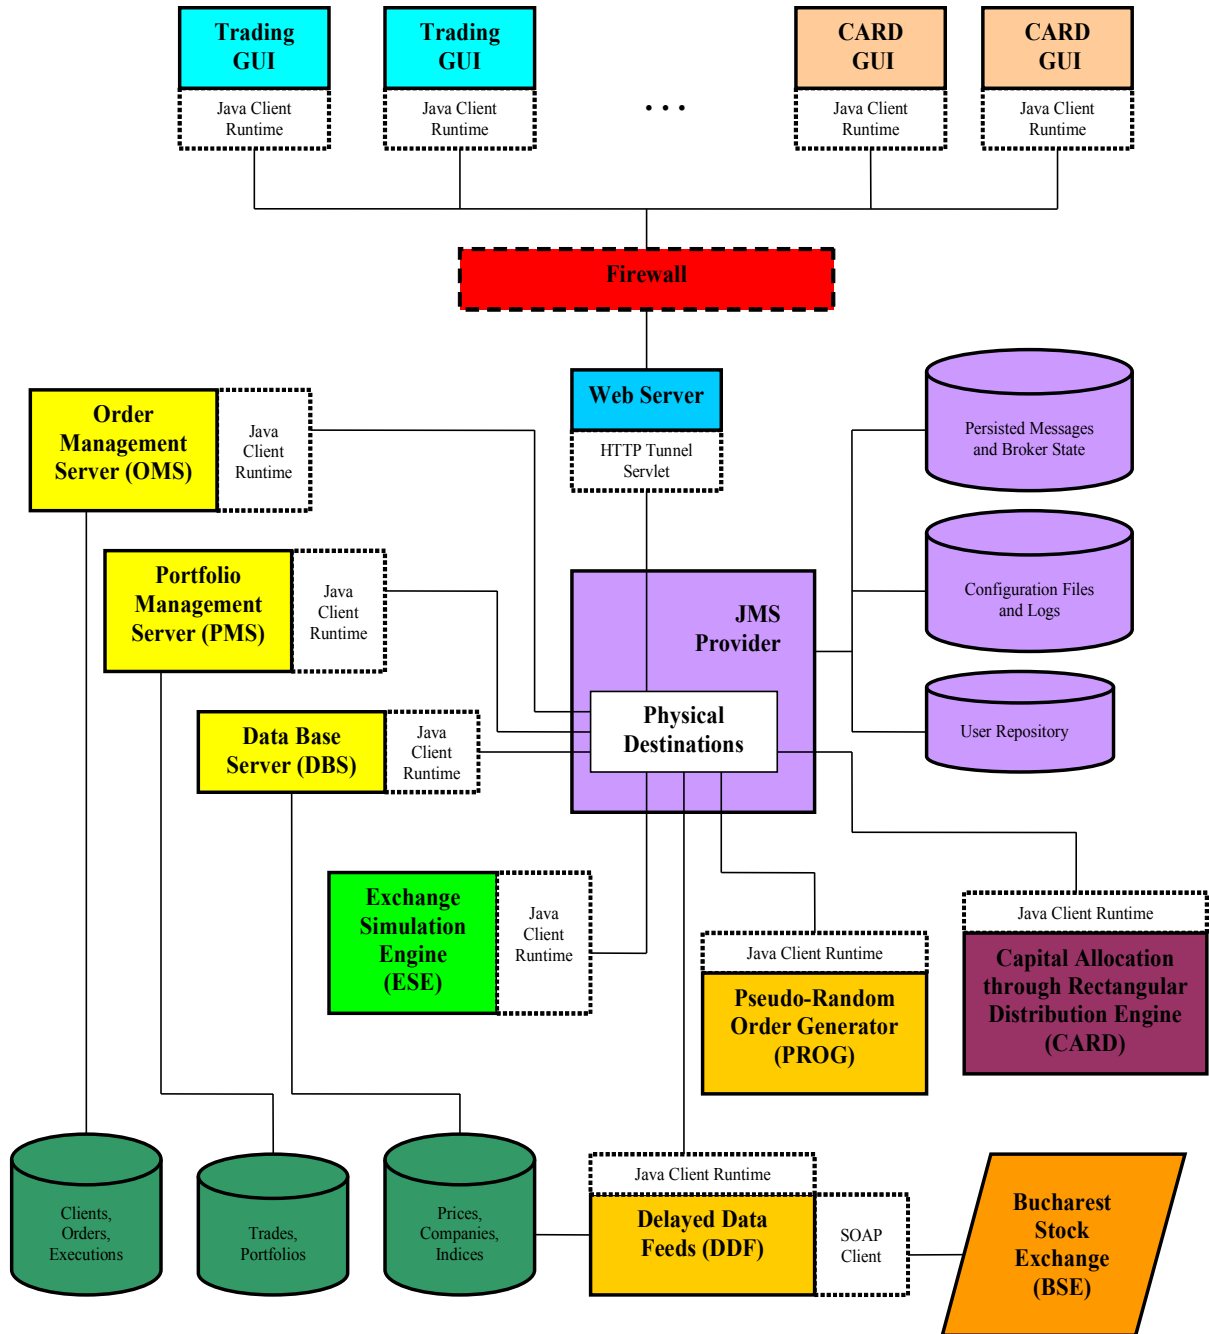 Trading
GUI
Java Client
Runtime
Trading
GUI
Java Client
Runtime
. . .
CARD
GUI
Java Client
Runtime
CARD
GUI
Java Client
Runtime
Firewall
Web Server
HTTP Tunnel
Servlet
Order
Management
Server (OMS)
Java
Client
Runtime
Persisted Messages
and Broker State
Portfolio
Management
Server (PMS)
Java
Client
Runtime
JMS
Provider
Configuration Files
and Logs
Physical
Destinations
User Repository
Data Base
Server (DBS)
Java
Client
Runtime
Exchange
Simulation
Engine
(ESE)
Java
Client
Runtime
Java Client Runtime
Pseudo-Random
Order Generator
(PROG)
Java Client Runtime
Capital Allocation
through Rectangular
Distribution Engine
(CARD)
Clients,
Orders,
Executions
Trades,
Portfolios
Prices,
Companies,
Indices
Java Client Runtime
Delayed Data
Feeds (DDF)
SOAP
Client
Bucharest
Stock
Exchange
(BSE)